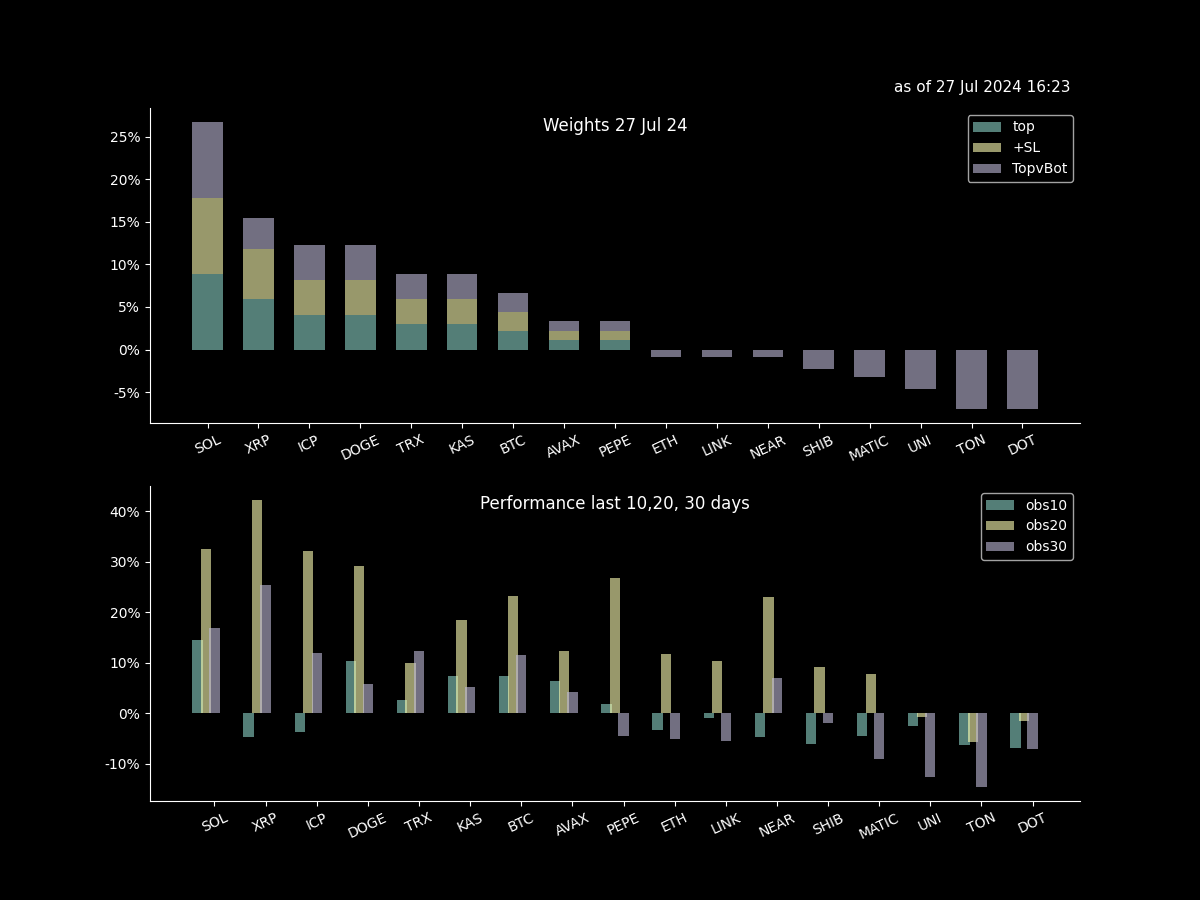 as of 27 Jul 2024 16:23
Weights 27 Jul 24
top
+SL
TopvBot
25%
20%
15%
10%
5%
0%
-5%
SOL XRP ICP DOGE TRX KAS BTC AVAX PEPE ETH LINK NEAR SHIB MATIC UNI TON DOT
Performance last 10,20, 30 days
obs10
obs20
obs30
40%
30%
20%
10%
0%
-10%
SOL XRP ICP DOGE TRX KAS BTC AVAX PEPE ETH LINK NEAR SHIB MATIC UNI TON DOT